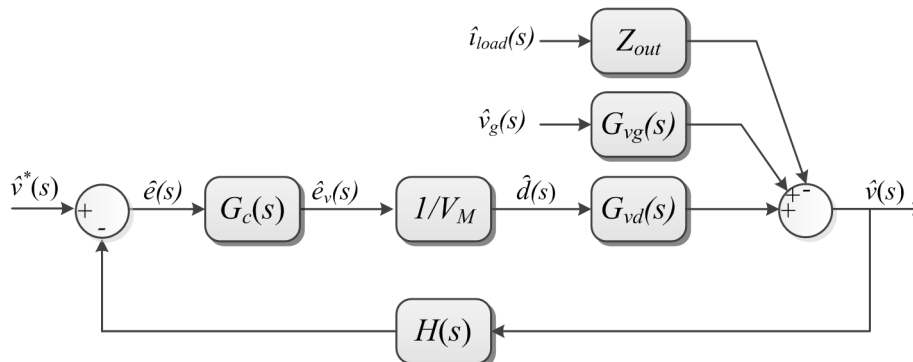 î_load(s)
Z_out
v̂_g(s)
G_vg(s)
v̂*(s)
+
-
ê(s)
G_c(s)
ê_v(s)
1/V_M
d̂(s)
G_vd(s)
+
+
-
v̂(s)
H(s)